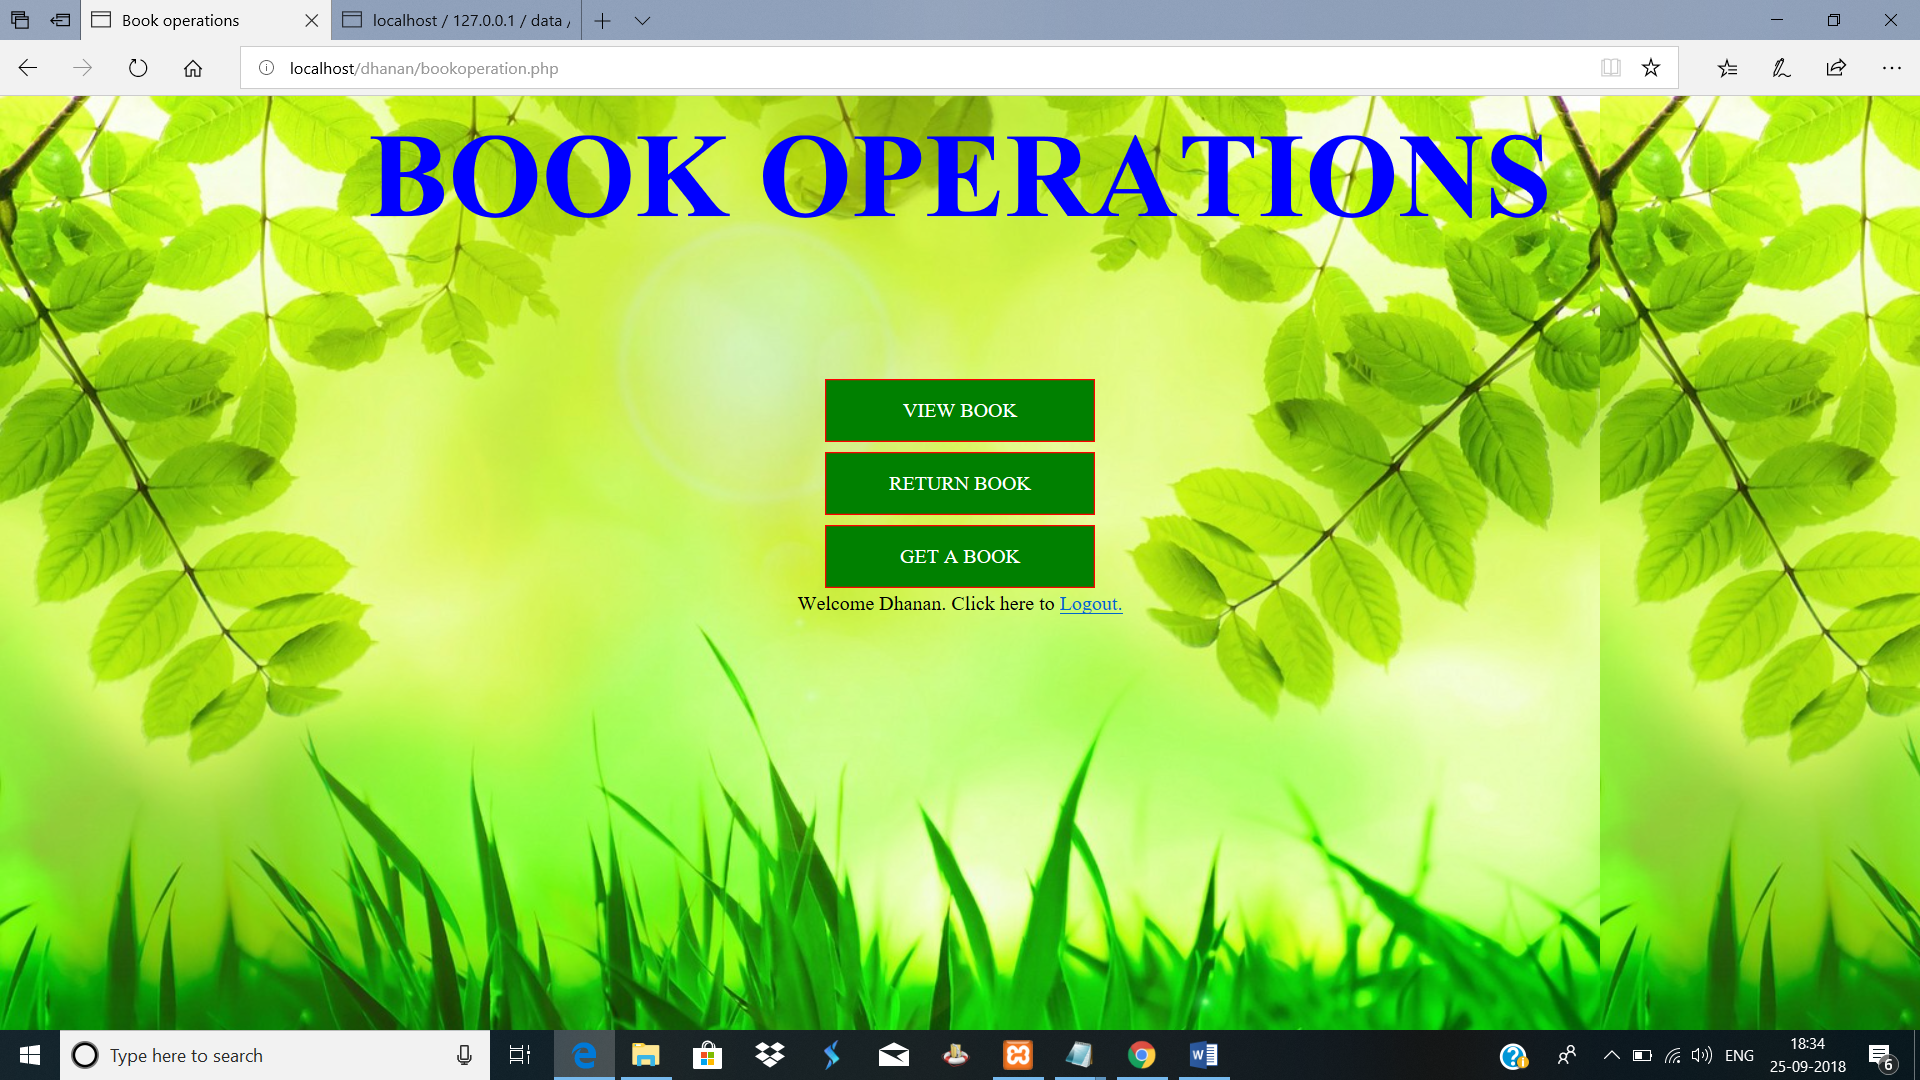 Book operations
localhost / 127.0.0.1 / data /
localhost/dhanan/bookoperation.php
BOOK OPERATIONS
VIEW BOOK
RETURN BOOK
GET A BOOK
Welcome Dhanan. Click here to Logout.
Type here to search
ENG
18:34
25-09-2018
6